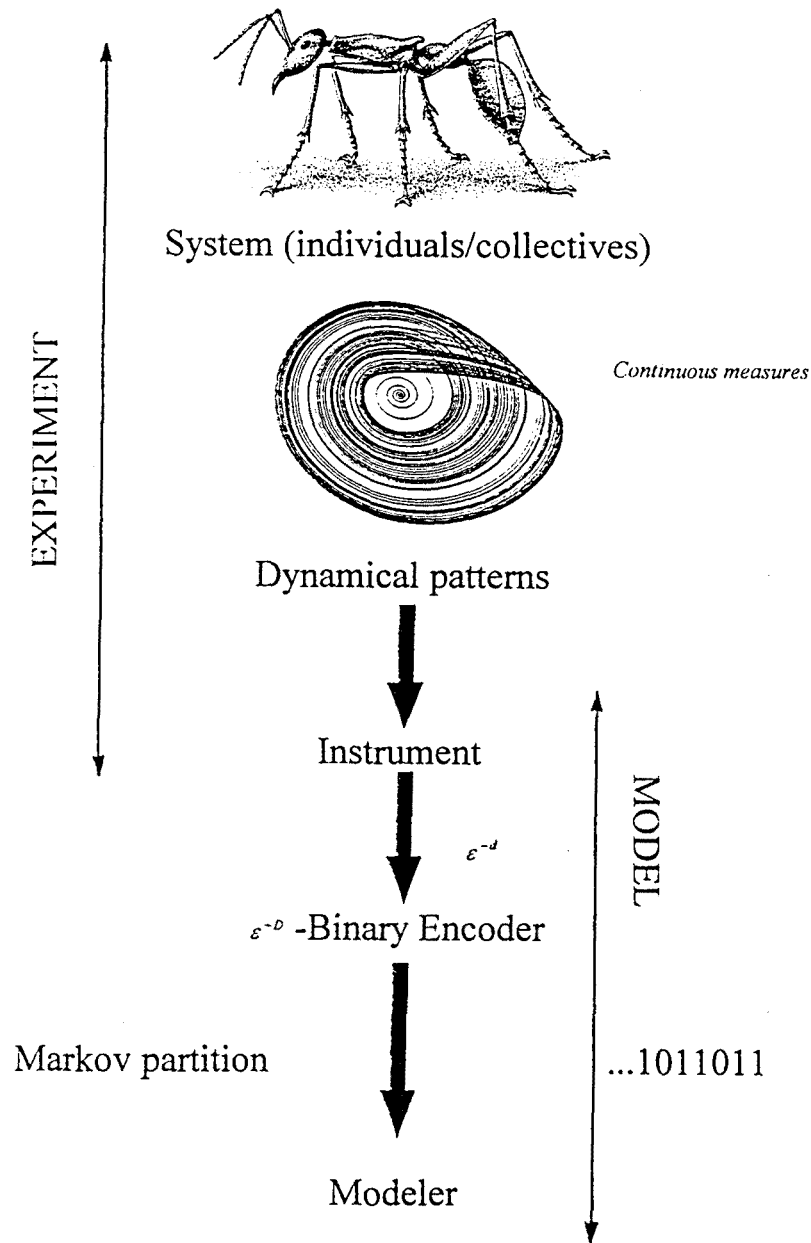 System (individuals/collectives)
EXPERIMENT
Continuous measures
Dynamical patterns
Instrument
MODEL
ε⁻ᵈ
ε⁻ᴰ -Binary Encoder
Markov partition
...1011011
Modeler